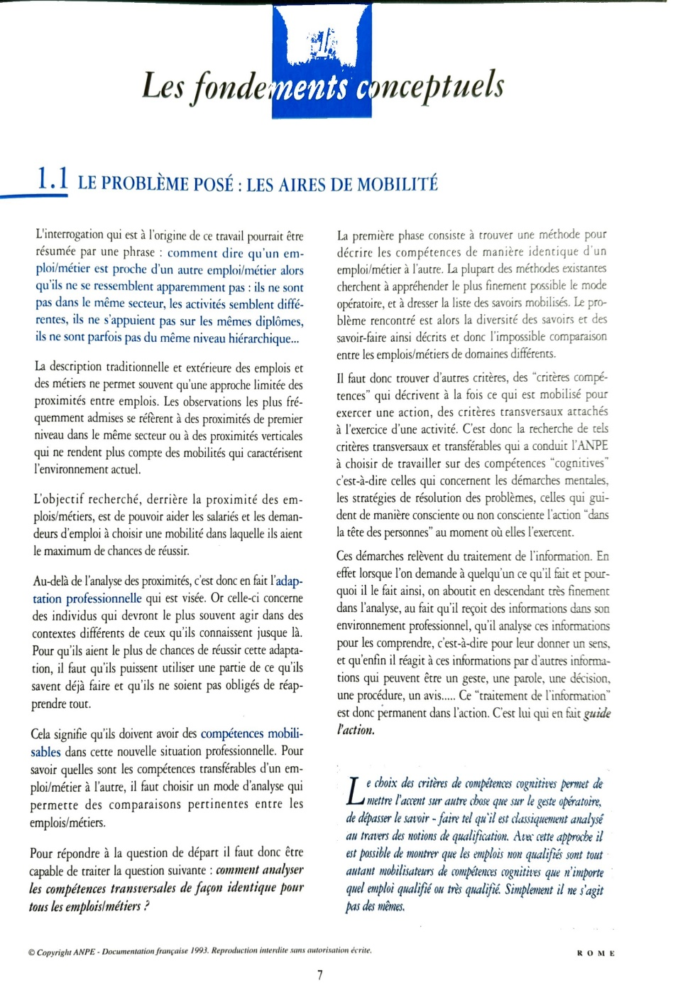 1
Les fondements conceptuels
1.1 LE PROBLÈME POSÉ : LES AIRES DE MOBILITÉ
L'interrogation qui est à l'origine de ce travail pourrait être
résumée par une phrase : comment dire qu'un em-
ploi/métier est proche d'un autre emploi/métier alors
qu'ils ne se ressemblent apparemment pas : ils ne sont
pas dans le même secteur, les activités semblent diffé-
rentes, ils ne s'appuient pas sur les mêmes diplômes,
ils ne sont parfois pas du même niveau hiérarchique...
La description traditionnelle et extérieure des emplois et
des métiers ne permet souvent qu'une approche limitée des
proximités entre emplois. Les observations les plus fré-
quemment admises se réfèrent à des proximités de premier
niveau dans le même secteur ou à des proximités verticales
qui ne rendent plus compte des mobilités qui caractérisent
l'environnement actuel.
L'objectif recherché, derrière la proximité des em-
plois/métiers, est de pouvoir aider les salariés et les deman-
deurs d'emploi à choisir une mobilité dans laquelle ils aient
le maximum de chances de réussir.
Au-delà de l'analyse des proximités, c'est donc en fait l'adap-
tation professionnelle qui est visée. Or celle-ci concerne
des individus qui devront le plus souvent agir dans des
contextes différents de ceux qu'ils connaissent jusque là.
Pour qu'ils aient le plus de chances de réussir cette adapta-
tion, il faut qu'ils puissent utiliser une partie de ce qu'ils
savent déjà faire et qu'ils ne soient pas obligés de réap-
prendre tout.
Cela signifie qu'ils doivent avoir des compétences mobili-
sables dans cette nouvelle situation professionnelle. Pour
savoir quelles sont les compétences transférables d'un em-
ploi/métier à l'autre, il faut choisir un mode d'analyse qui
permette des comparaisons pertinentes entre les
emplois/métiers.
Pour répondre à la question de départ il faut donc être
capable de traiter la question suivante : comment analyser
les compétences transversales de façon identique pour
tous les emplois/métiers ?
La première phase consiste à trouver une méthode pour
décrire les compétences de manière identique d'un
emploi/métier à l'autre. La plupart des méthodes existantes
cherchent à appréhender le plus finement possible le mode
opératoire, et à dresser la liste des savoirs mobilisés. Le pro-
blème rencontré est alors la diversité des savoirs et des
savoir-faire ainsi décrits et donc l'impossible comparaison
entre les emplois/métiers de domaines différents.
Il faut donc trouver d'autres critères, des "critères compé-
tences" qui décrivent à la fois ce qui est mobilisé pour
exercer une action, des critères transversaux attachés
à l'exercice d'une activité. C'est donc la recherche de tels
critères transversaux et transférables qui a conduit l'ANPE
à choisir de travailler sur des compétences "cognitives"
c'est-à-dire celles qui concernent les démarches mentales,
les stratégies de résolution des problèmes, celles qui gui-
dent de manière consciente ou non consciente l'action "dans
la tête des personnes" au moment où elles l'exercent.
Ces démarches relèvent du traitement de l'information. En
effet lorsque l'on demande à quelqu'un ce qu'il fait et pour-
quoi il le fait ainsi, on aboutit en descendant très finement
dans l'analyse, au fait qu'il reçoit des informations dans son
environnement professionnel, qu'il analyse ces informations
pour les comprendre, c'est-à-dire pour leur donner un sens,
et qu'enfin il réagit à ces informations par d'autres informa-
tions qui peuvent être un geste, une parole, une décision,
une procédure, un avis..... Ce "traitement de l'information"
est donc permanent dans l'action. C'est lui qui en fait guide
l'action.
Le choix des critères de compétences cognitives permet de
mettre l'accent sur autre chose que sur le geste opératoire,
de dépasser le savoir - faire tel qu'il est classiquement analysé
au travers des notions de qualification. Avec cette approche il
est possible de montrer que les emplois non qualifiés sont tout
autant mobilisateurs de compétences cognitives que n'importe
quel emploi qualifié ou très qualifié. Simplement il ne s'agit
pas des mêmes.
© Copyright ANPE - Documentation française 1993. Reproduction interdite sans autorisation écrite.
ROME
7